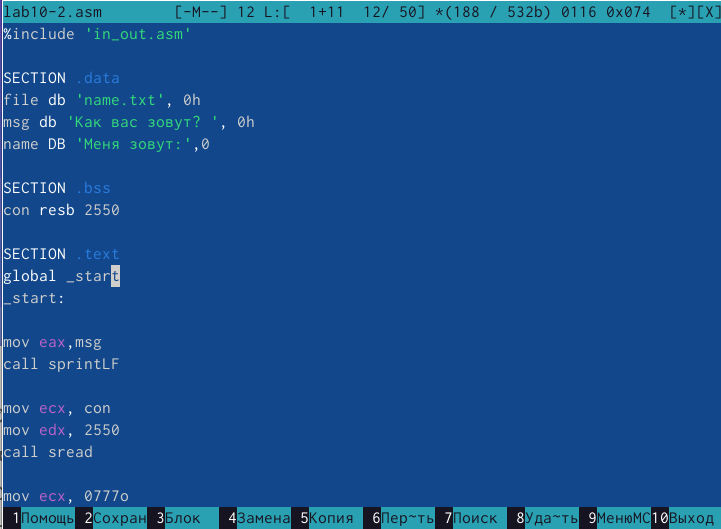 lab10-2.asm [-M--] 12 L:[ 1+11 12/ 50] *(188 / 532b) 0116 0x074 [*][X]
%include 'in_out.asm'
SECTION .data
file db 'name.txt', 0h
msg db 'Как вас зовут? ', 0h
name DB 'Меня зовут:',0
SECTION .bss
con resb 2550
SECTION .text
global _start
_start:
mov eax,msg
call sprintLF
mov ecx, con
mov edx, 2550
call sread
mov ecx, 0777o
1Помощь 2Сохран 3Блок 4Замена 5Копия 6Пер~ть 7Поиск 8Уда~ть 9МенюMC 10Выход